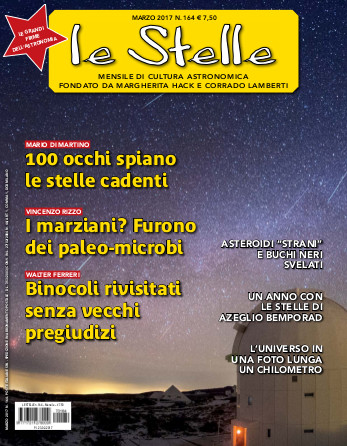 MARZO 2017 N. 164 € 7,50
LE GRANDI
FIRME
DELL'ASTRONOMIA
le Stelle
MENSILE DI CULTURA ASTRONOMICA
FONDATO DA MARGHERITA HACK E CORRADO LAMBERTI
MARIO DI MARTINO
100 occhi spiano
le stelle cadenti
VINCENZO RIZZO
I marziani? Furono
dei paleo-microbi
WALTER FERRERI
Binocoli rivisitati
senza vecchi
pregiudizi
ASTEROIDI "STRANI"
E BUCHI NERI
SVELATI
UN ANNO CON
LE STELLE DI
AZEGLIO BEMPORAD
L'UNIVERSO IN
UNA FOTO LUNGA
UN CHILOMETRO